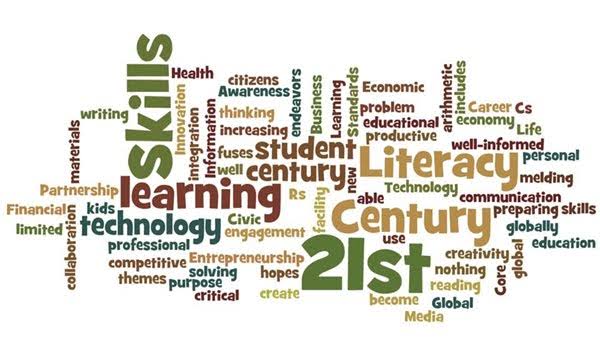 Skills
Health
citizens
Awareness
endeavors
Business
Learning
Standards
Economic
arithmetic
includes
writing
Innovation
integration
Information
thinking
problem
Career
Cs
increasing
educational
economy
Life
materials
fuses
student
productive
well-informed
well
century
new
Literacy
personal
melding
Partnership
learning
Rs
able
Technology
communication
Financial
kids
facility
Century
preparing
skills
limited
collaboration
technology
Civic
engagement
globally
professional
use
education
competitive
Entrepreneurship
21st
creativity
themes
solving
hopes
nothing
Core
global
purpose
reading
critical
create
become
Global
Media